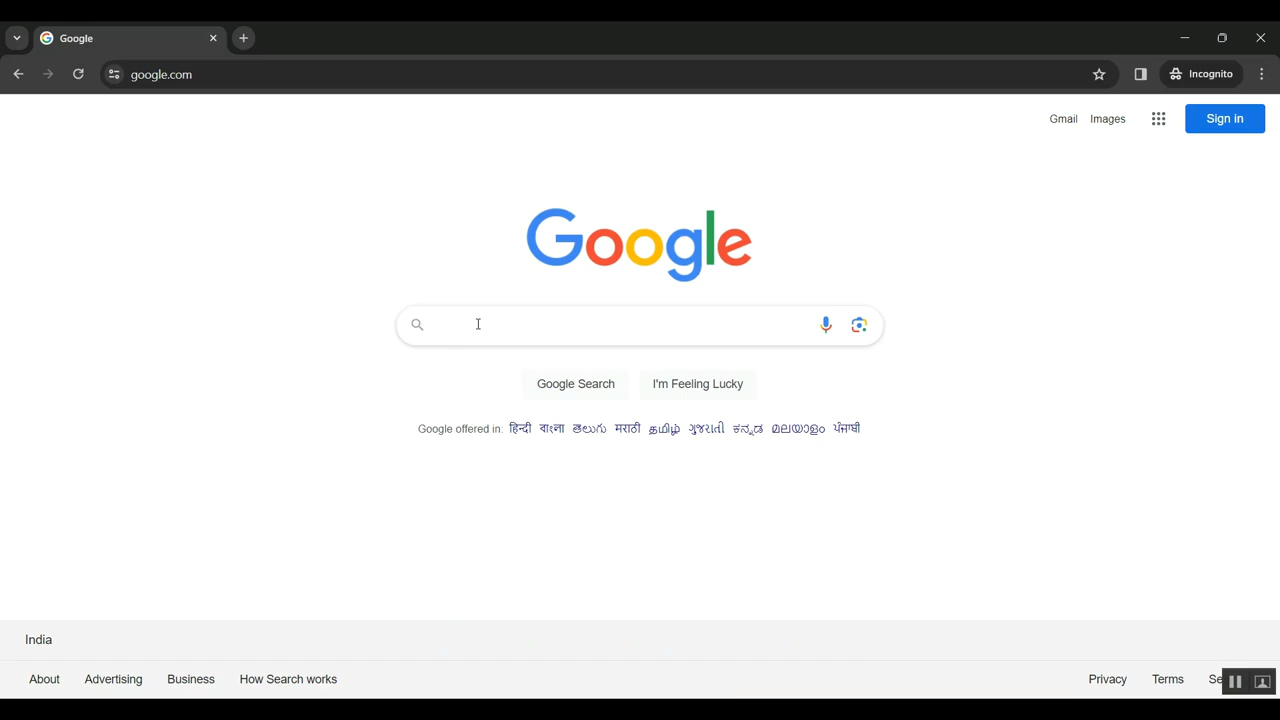 Google
google.com
Incognito
Gmail Images Sign in
Google
Google Search I'm Feeling Lucky
Google offered in: हिन्दी বাংলা తెలుగు मराठी தமிழ் ગુજરાતી ಕನ್ನಡ മലയാളം ਪੰਜਾਬੀ
India
About Advertising Business How Search works Privacy Terms